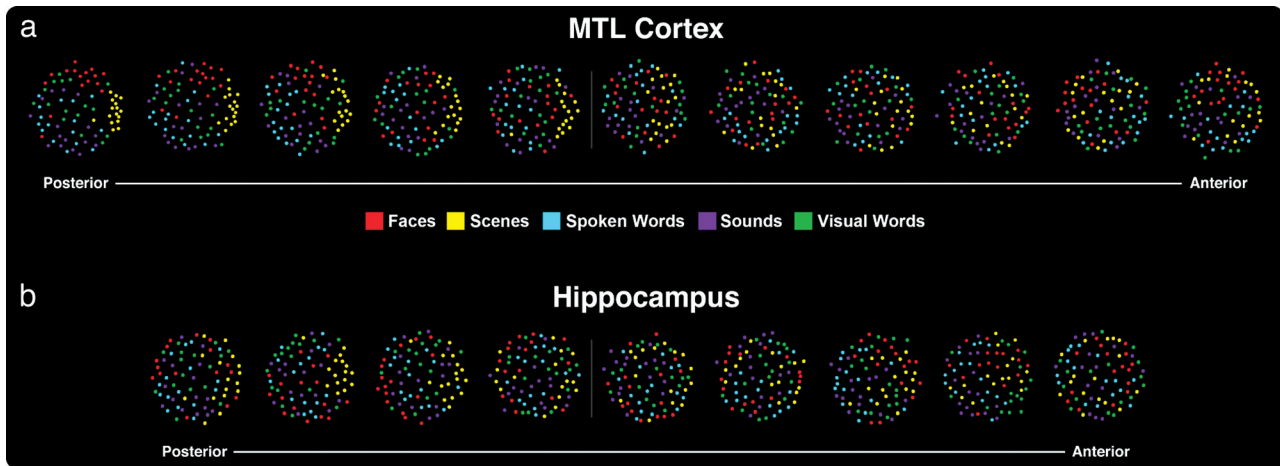 a
MTL Cortex
Posterior Anterior
Faces Scenes Spoken Words Sounds Visual Words
b
Hippocampus
Posterior Anterior